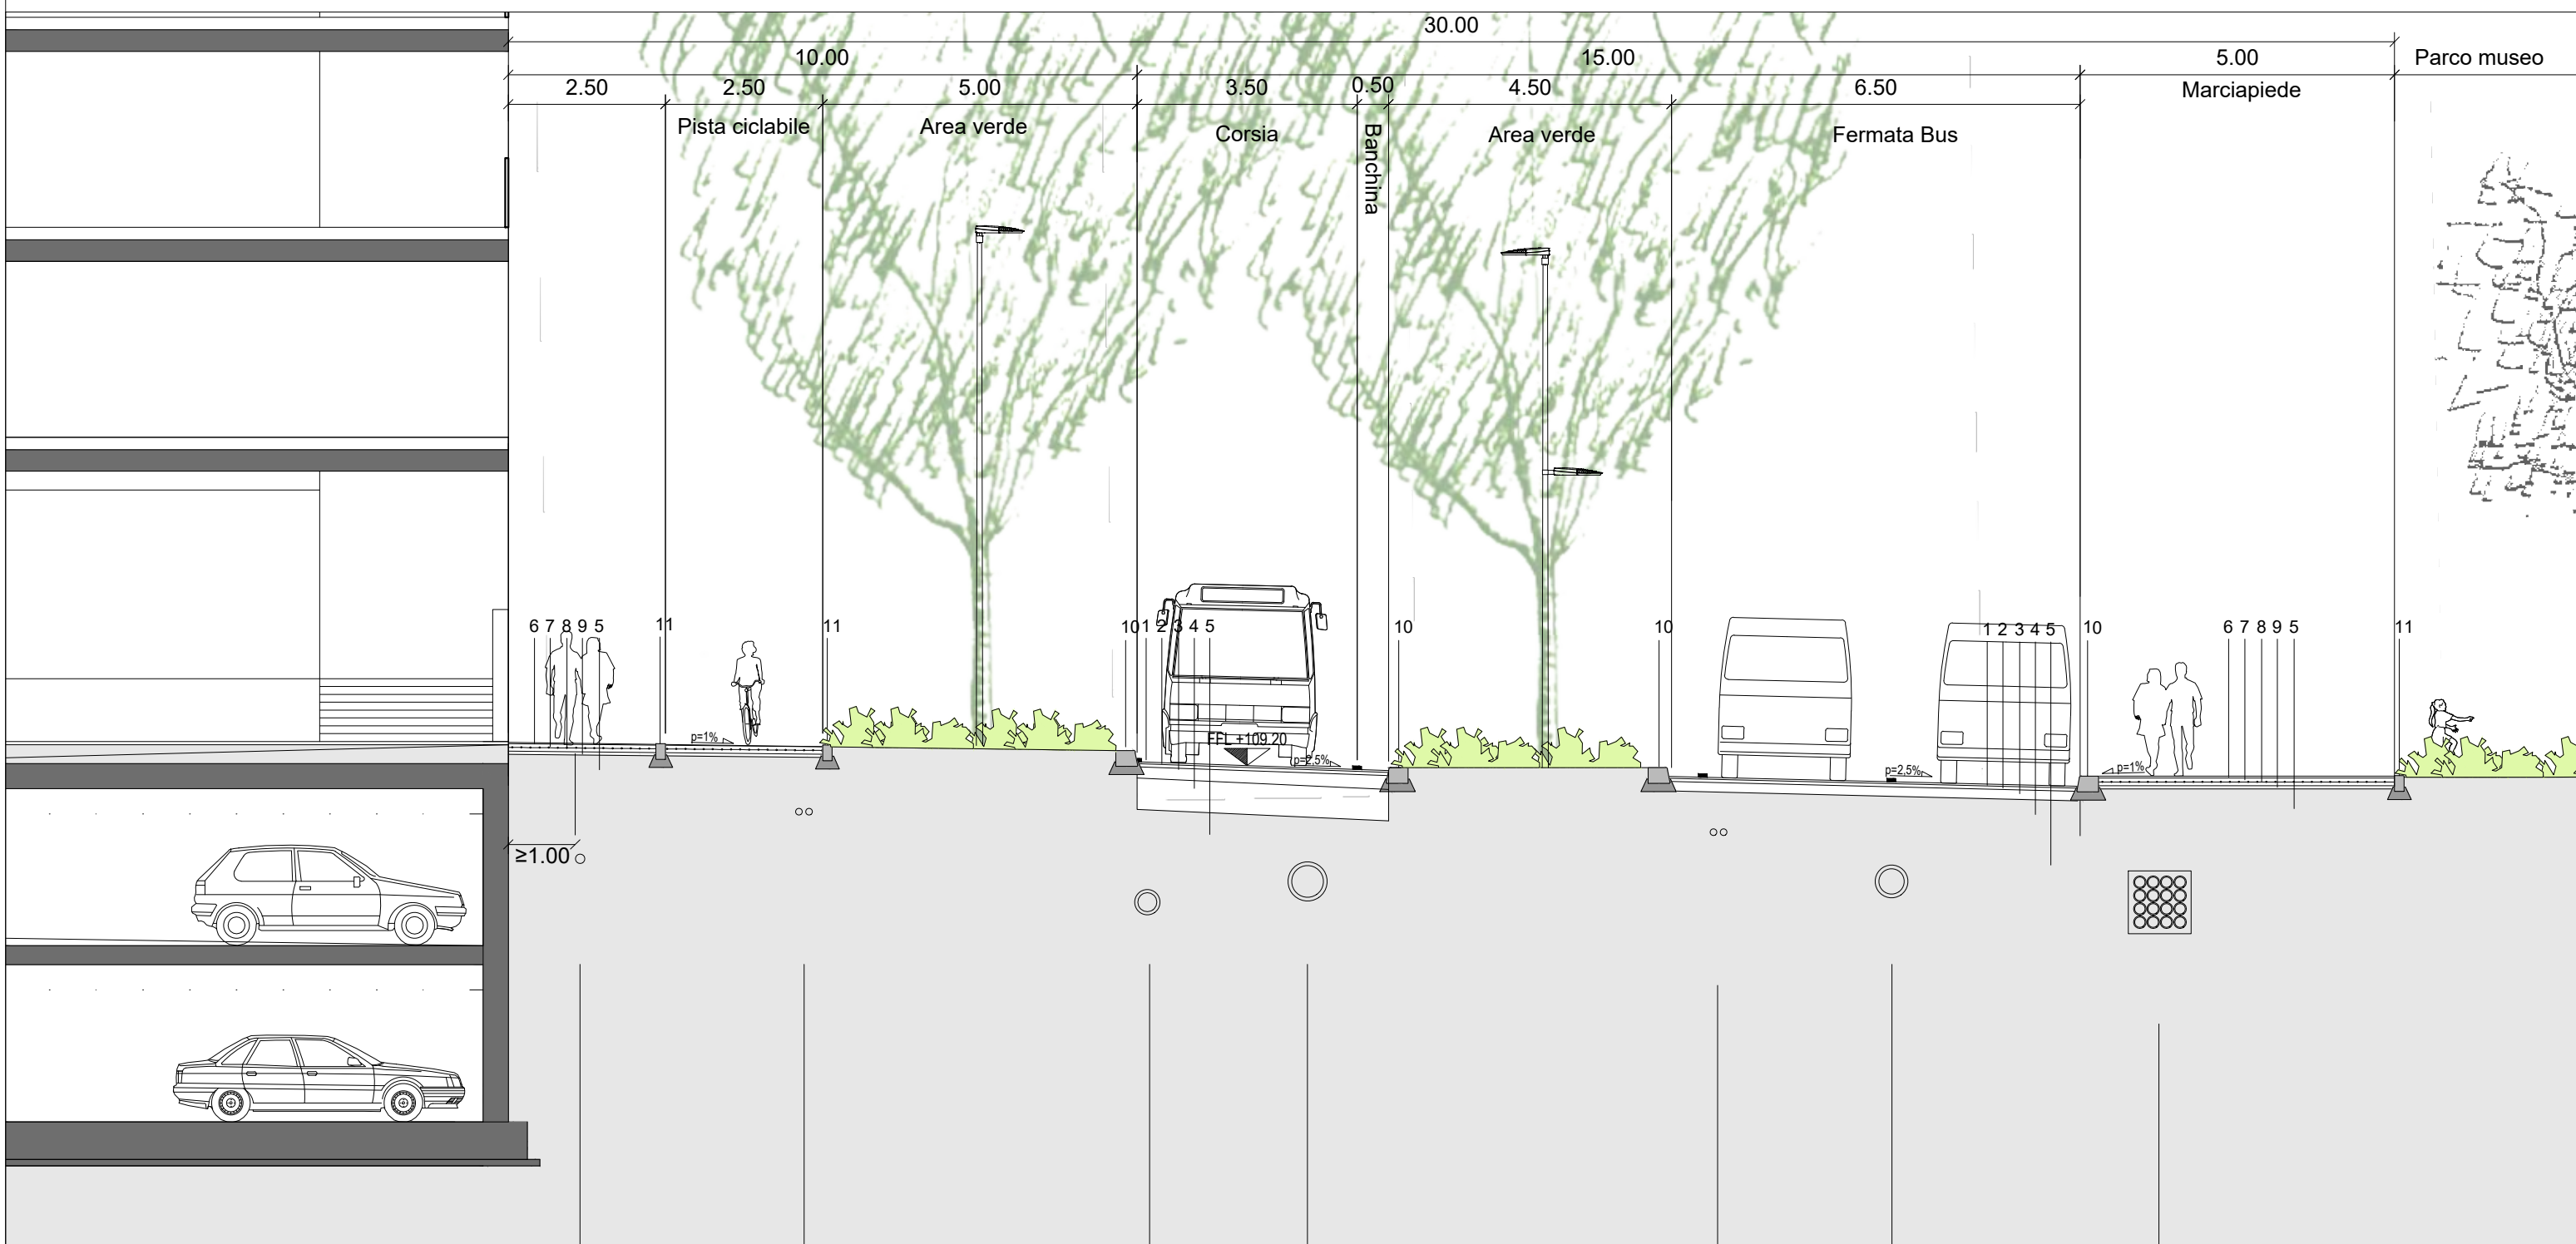 30.00
10.00 15.00 5.00 Parco museo
2.50 2.50 5.00 3.50 0.50 4.50 6.50 Marciapiede
Pista ciclabile Area verde Corsia Banchina Area verde Fermata Bus
6 7 8 9 5 11 11 10 1 2 3 4 5 10 10 1 2 3 4 5 10 6 7 8 9 5 11
p=1% FFL +109.20 p=2,5% p=2,5% p=1%
≥1.00